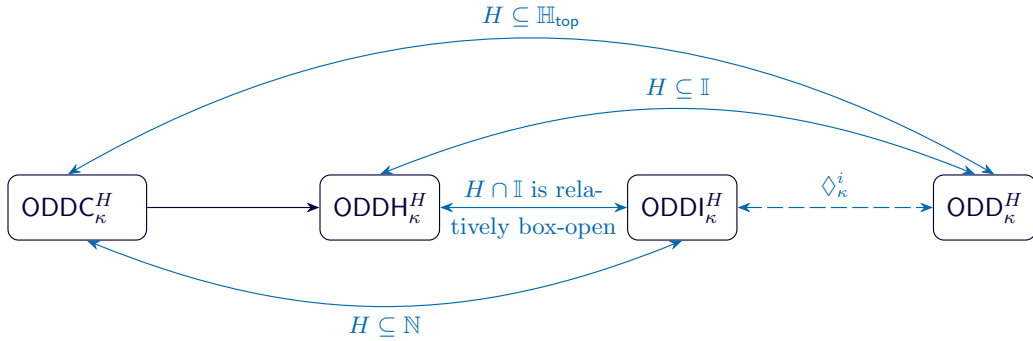 H ⊆ ℍ_top
H ⊆ 𝕀
ODDC^H_κ
ODDH^H_κ
H ∩ 𝕀 is rela-
tively box-open
ODDI^H_κ
◊^i_κ
ODD^H_κ
H ⊆ ℕ